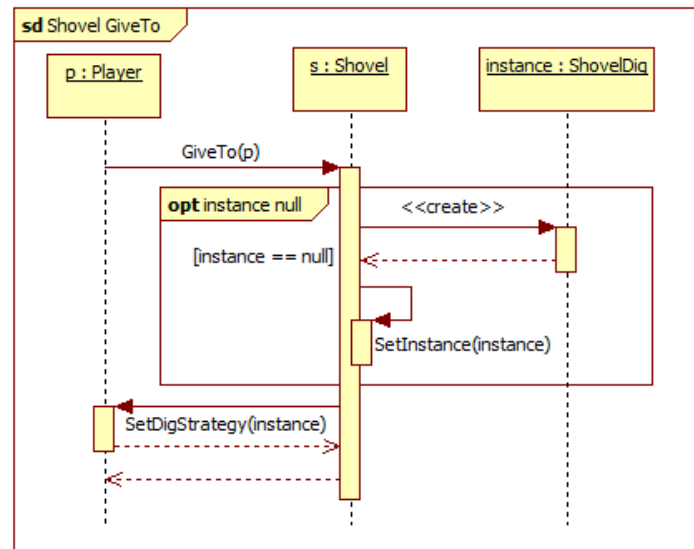 sd Shovel GiveTo
p : Player
s : Shovel
instance : ShovelDig
GiveTo(p)
opt instance null
<<create>>
[instance == null]
SetInstance(instance)
SetDigStrategy(instance)